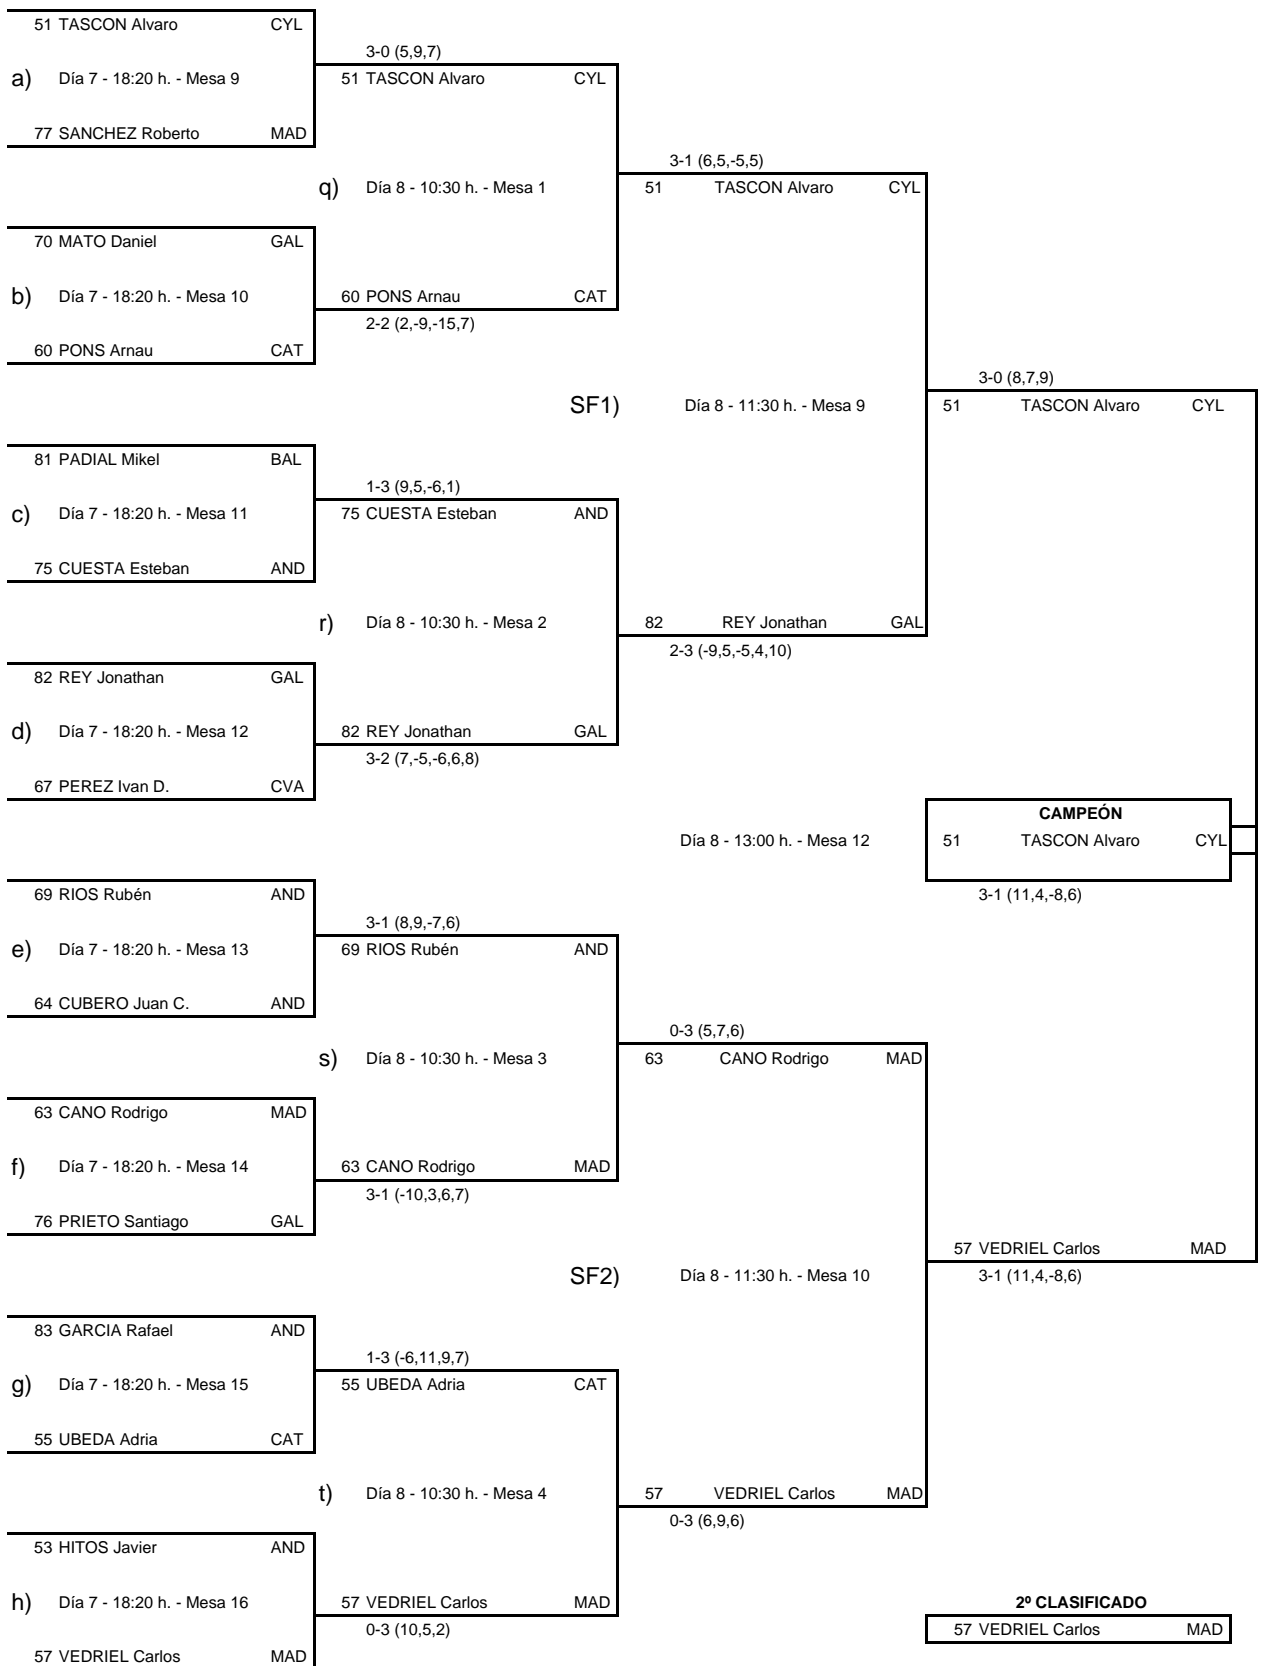 51 TASCON Alvaro CYL
3-0 (5,9,7)
a) Día 7 - 18:20 h. - Mesa 9 51 TASCON Alvaro CYL
77 SANCHEZ Roberto MAD
3-1 (6,5,-5,5)
q) Día 8 - 10:30 h. - Mesa 1 51 TASCON Alvaro CYL
70 MATO Daniel GAL
b) Día 7 - 18:20 h. - Mesa 10 60 PONS Arnau CAT
2-2 (2,-9,-15,7)
60 PONS Arnau CAT
3-0 (8,7,9)
SF1) Día 8 - 11:30 h. - Mesa 9 51 TASCON Alvaro CYL
81 PADIAL Mikel BAL
1-3 (9,5,-6,1)
c) Día 7 - 18:20 h. - Mesa 11 75 CUESTA Esteban AND
75 CUESTA Esteban AND
r) Día 8 - 10:30 h. - Mesa 2 82 REY Jonathan GAL
2-3 (-9,5,-5,4,10)
82 REY Jonathan GAL
d) Día 7 - 18:20 h. - Mesa 12 82 REY Jonathan GAL
3-2 (7,-5,-6,6,8)
67 PEREZ Ivan D. CVA
CAMPEÓN
Día 8 - 13:00 h. - Mesa 12 51 TASCON Alvaro CYL
69 RIOS Rubén AND
3-1 (11,4,-8,6)
3-1 (8,9,-7,6)
e) Día 7 - 18:20 h. - Mesa 13 69 RIOS Rubén AND
64 CUBERO Juan C. AND
0-3 (5,7,6)
s) Día 8 - 10:30 h. - Mesa 3 63 CANO Rodrigo MAD
63 CANO Rodrigo MAD
f) Día 7 - 18:20 h. - Mesa 14 63 CANO Rodrigo MAD
3-1 (-10,3,6,7)
76 PRIETO Santiago GAL
57 VEDRIEL Carlos MAD
SF2) Día 8 - 11:30 h. - Mesa 10 3-1 (11,4,-8,6)
83 GARCIA Rafael AND
1-3 (-6,11,9,7)
g) Día 7 - 18:20 h. - Mesa 15 55 UBEDA Adria CAT
55 UBEDA Adria CAT
t) Día 8 - 10:30 h. - Mesa 4 57 VEDRIEL Carlos MAD
0-3 (6,9,6)
53 HITOS Javier AND
h) Día 7 - 18:20 h. - Mesa 16 57 VEDRIEL Carlos MAD
2º CLASIFICADO
0-3 (10,5,2)
57 VEDRIEL Carlos MAD
57 VEDRIEL Carlos MAD